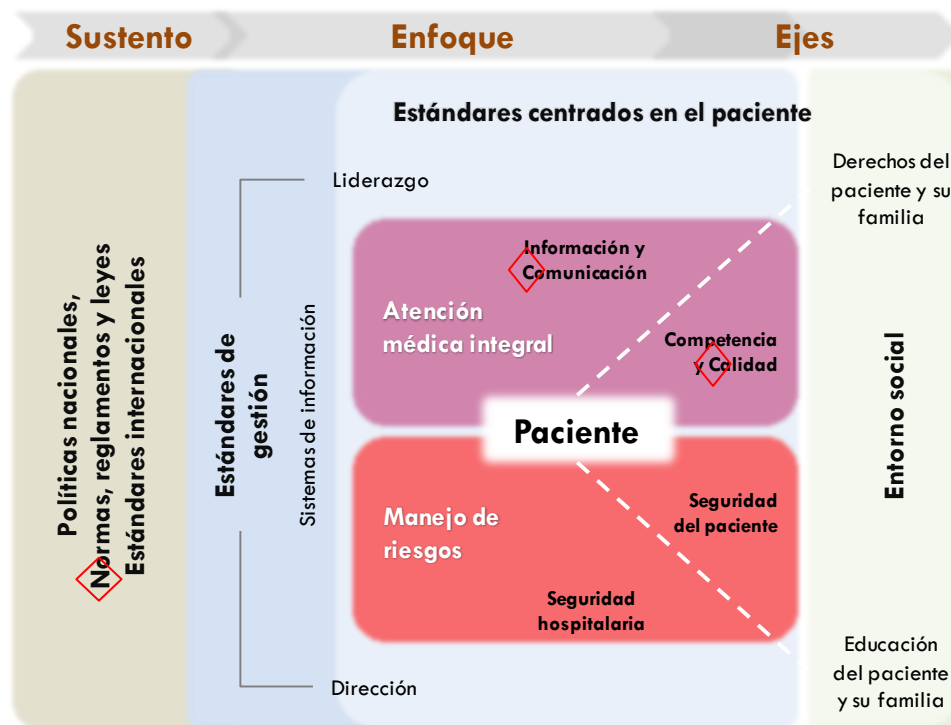 Sustento
Enfoque
Ejes
Políticas nacionales,
Normas, reglamentos y leyes
Estándares internacionales
Estándares de
gestión
Liderazgo
Sistemas de información
Dirección
Estándares centrados en el paciente
Información y
Comunicación
Atención
médica integral
Competencia
y Calidad
Paciente
Manejo de
riesgos
Seguridad
del paciente
Seguridad
hospitalaria
Derechos del
paciente y su
familia
Entorno social
Educación
del paciente
y su familia